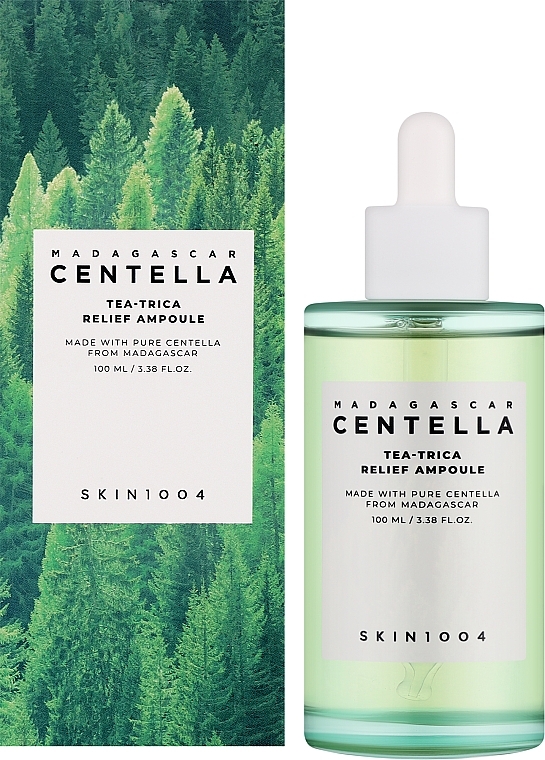 MADAGASCAR
CENTELLA
TEA-TRICA
RELIEF AMPOULE
MADE WITH PURE CENTELLA
FROM MADAGASCAR
100 ML / 3.38 FL.OZ.
SKIN1004
MADAGASCAR
CENTELLA
TEA-TRICA
RELIEF AMPOULE
MADE WITH PURE CENTELLA
FROM MADAGASCAR
100 ML / 3.38 FL.OZ.
SKIN1004